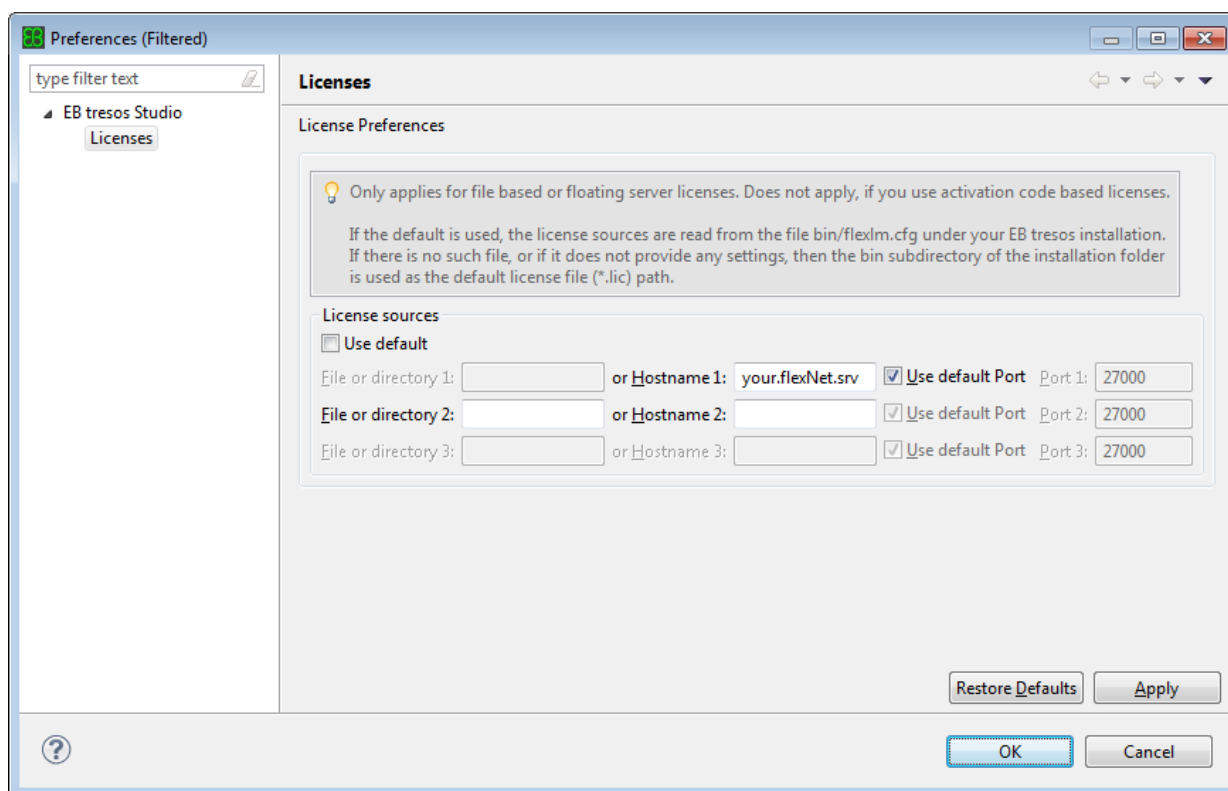 Preferences (Filtered)
type filter text
EB tresos Studio
Licenses
Licenses
License Preferences
Only applies for file based or floating server licenses. Does not apply, if you use activation code based licenses.
If the default is used, the license sources are read from the file bin/flexlm.cfg under your EB tresos installation.
If there is no such file, or if it does not provide any settings, then the bin subdirectory of the installation folder
is used as the default license file (*.lic) path.
License sources
Use default
File or directory 1: or Hostname 1: your.flexNet.srv Use default Port Port 1: 27000
File or directory 2: or Hostname 2: Use default Port Port 2: 27000
File or directory 3: or Hostname 3: Use default Port Port 3: 27000
Restore Defaults Apply
? OK Cancel